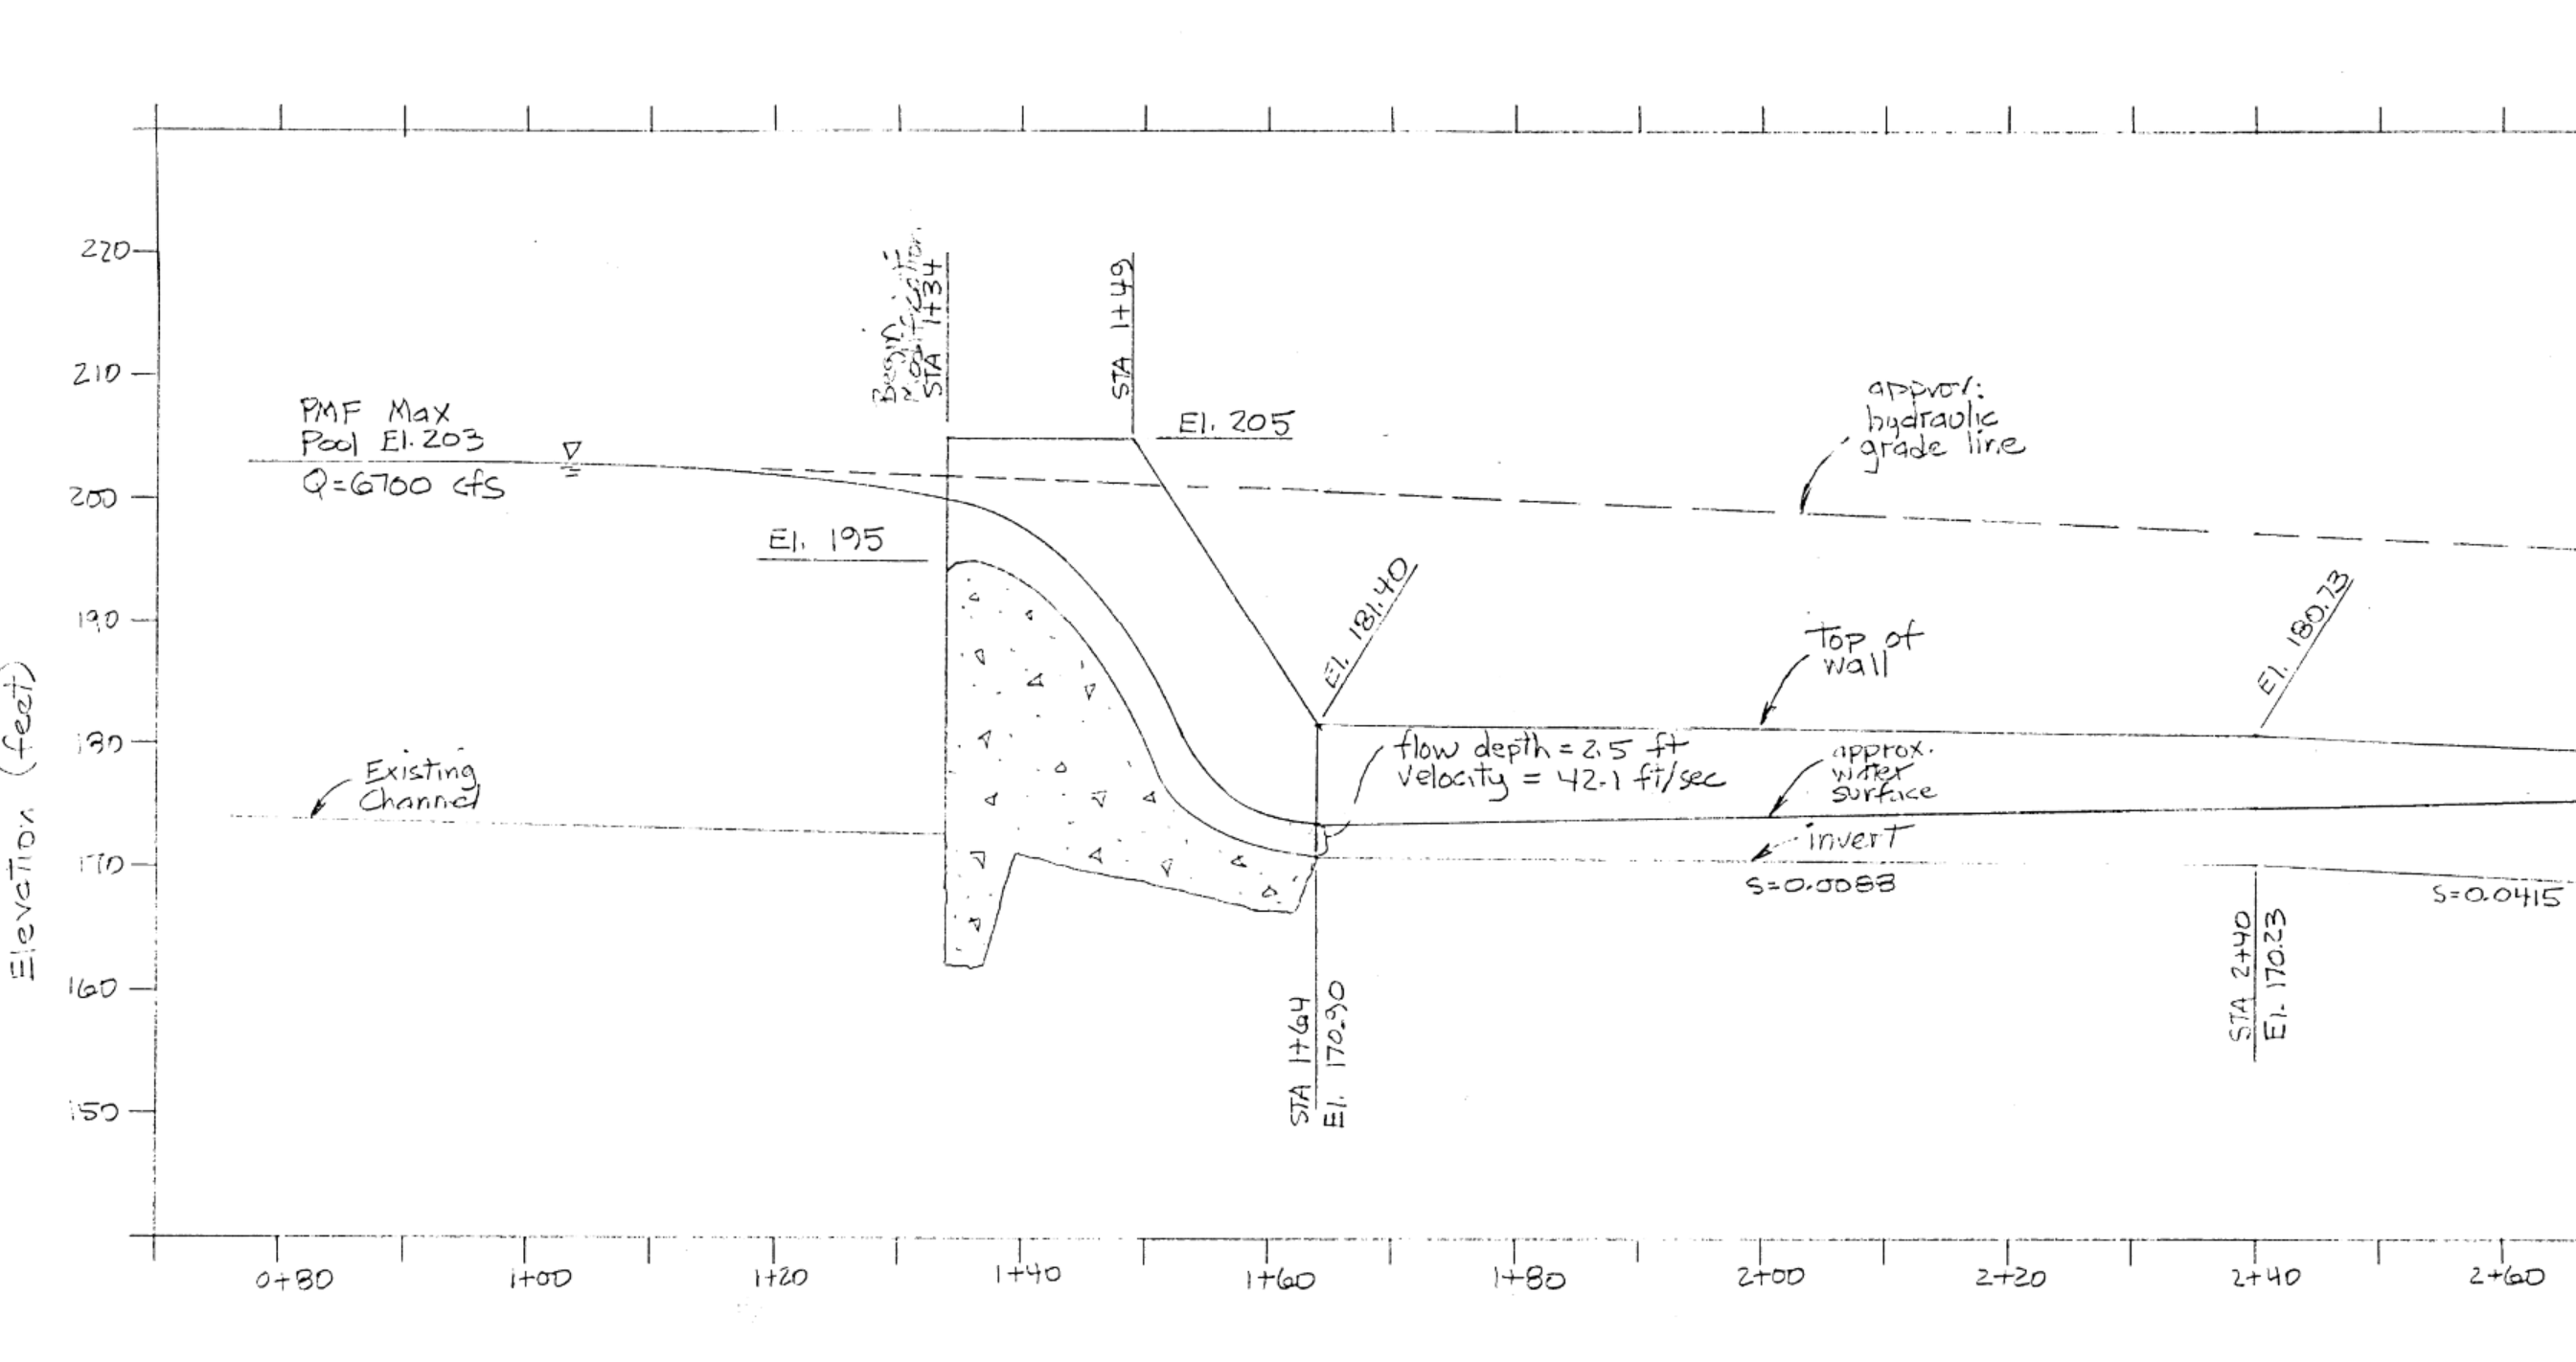 220
210
200
190
180
170
160
150
Elevation (feet)
PMF Max
Pool El. 203
Q=6700 cfs
Begin
STA 1+34
STA 1+49
El. 205
El. 195
approx.
hydraulic
grade line
El. 181.40
El. 180.73
Top of
wall
flow depth = 2.5 ft
velocity = 42.1 ft/sec
approx.
water
surface
invert
S=0.0088
S=0.0415
Existing
Channel
STA 1+64
El. 170.90
STA 2+40
El. 170.23
0+80
1+00
1+20
1+40
1+60
1+80
2+00
2+20
2+40
2+60